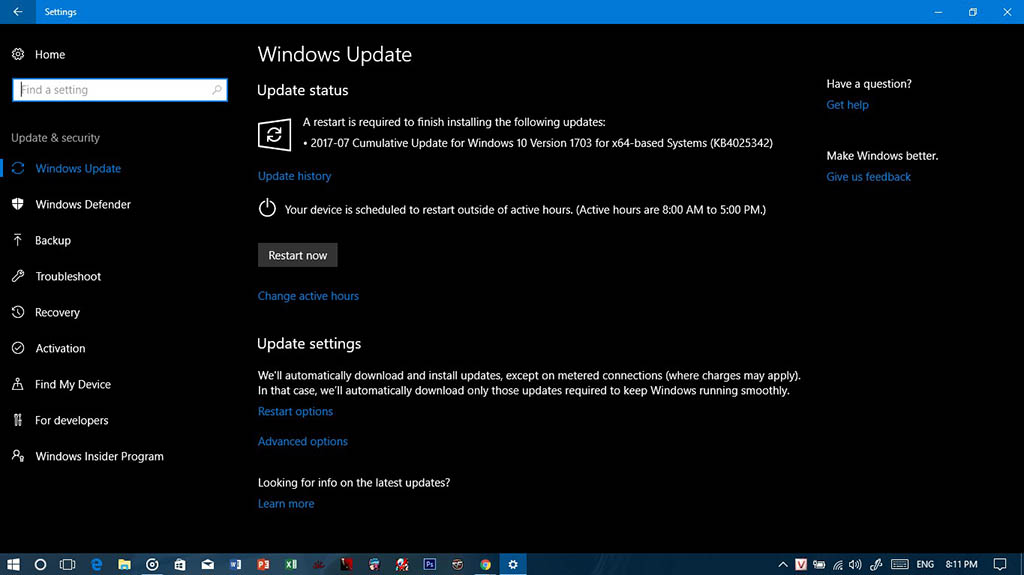 Settings
Home
Find a setting
Update & security
Windows Update
Windows Defender
Backup
Troubleshoot
Recovery
Activation
Find My Device
For developers
Windows Insider Program
Windows Update
Update status
A restart is required to finish installing the following updates:
• 2017-07 Cumulative Update for Windows 10 Version 1703 for x64-based Systems (KB4025342)
Update history
Your device is scheduled to restart outside of active hours. (Active hours are 8:00 AM to 5:00 PM.)
Restart now
Change active hours
Update settings
We'll automatically download and install updates, except on metered connections (where charges may apply).
In that case, we'll automatically download only those updates required to keep Windows running smoothly.
Restart options
Advanced options
Looking for info on the latest updates?
Learn more
Have a question?
Get help
Make Windows better.
Give us feedback
Ps
V
ENG
8:11 PM